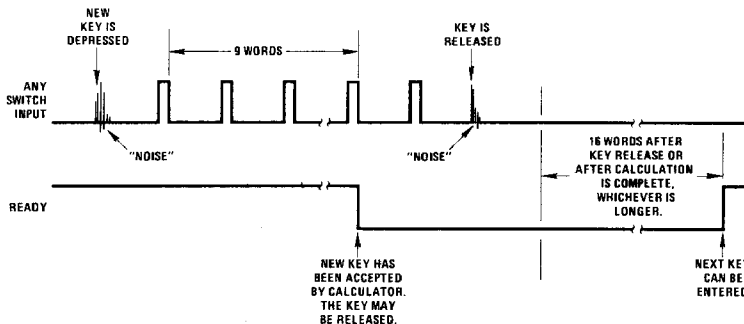 NEW
KEY IS
DEPRESSED
KEY IS
RELEASED
9 WORDS
ANY
SWITCH
INPUT
"NOISE"
"NOISE"
16 WORDS AFTER
KEY RELEASE OR
AFTER CALCULATION
IS COMPLETE,
WHICHEVER IS
LONGER.
READY
NEW KEY HAS
BEEN ACCEPTED
BY CALCULATOR.
THE KEY MAY
BE RELEASED.
NEXT KEY
CAN BE
ENTERED